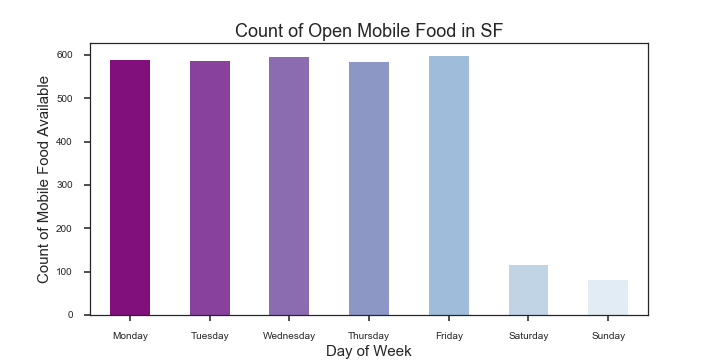 Count of Open Mobile Food in SF
Count of Mobile Food Available
600
500
400
300
200
100
0
Monday Tuesday Wednesday Thursday Friday Saturday Sunday
Day of Week